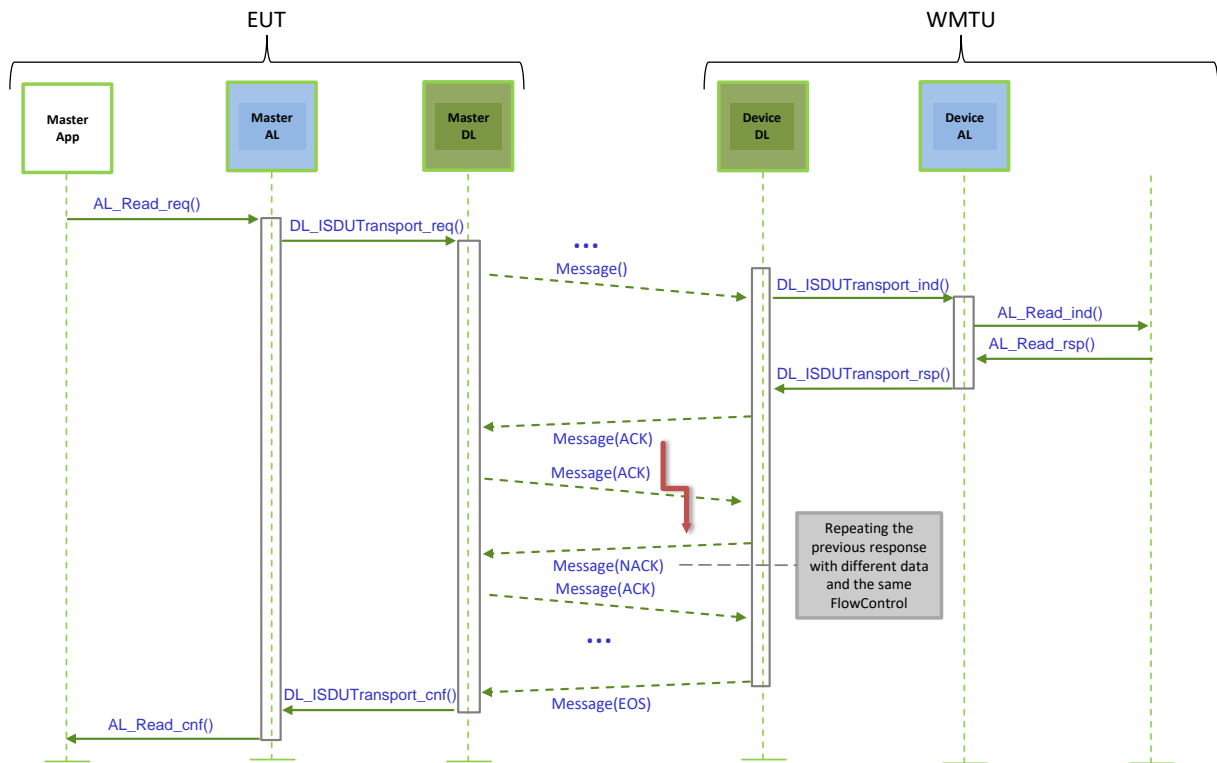 EUT
WMTU
Master
App
Master
AL
Master
DL
Device
DL
Device
AL
AL_Read_req()
DL_ISDUTransport_req()
...
Message()
DL_ISDUTransport_ind()
AL_Read_ind()
AL_Read_rsp()
DL_ISDUTransport_rsp()
Message(ACK)
Message(ACK)
Message(NACK)
Message(ACK)
Repeating the
previous response
with different data
and the same
FlowControl
...
DL_ISDUTransport_cnf()
Message(EOS)
AL_Read_cnf()